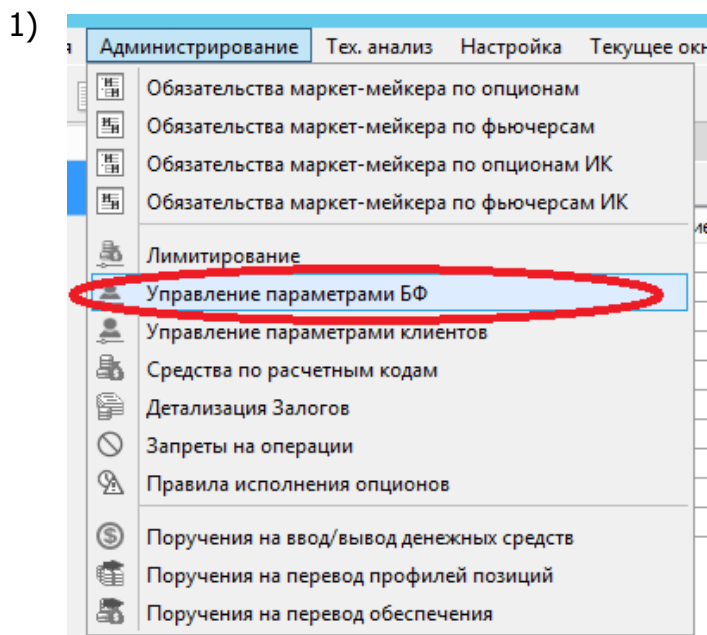 1)
я Администрирование Тех. анализ Настройка Текущее окн
Обязательства маркет-мейкера по опционам
Обязательства маркет-мейкера по фьючерсам
Обязательства маркет-мейкера по опционам ИК
Обязательства маркет-мейкера по фьючерсам ИК
Лимитирование
Управление параметрами БФ
Управление параметрами клиентов
Средства по расчетным кодам
Детализация Залогов
Запреты на операции
Правила исполнения опционов
Поручения на ввод/вывод денежных средств
Поручения на перевод профилей позиций
Поручения на перевод обеспечения